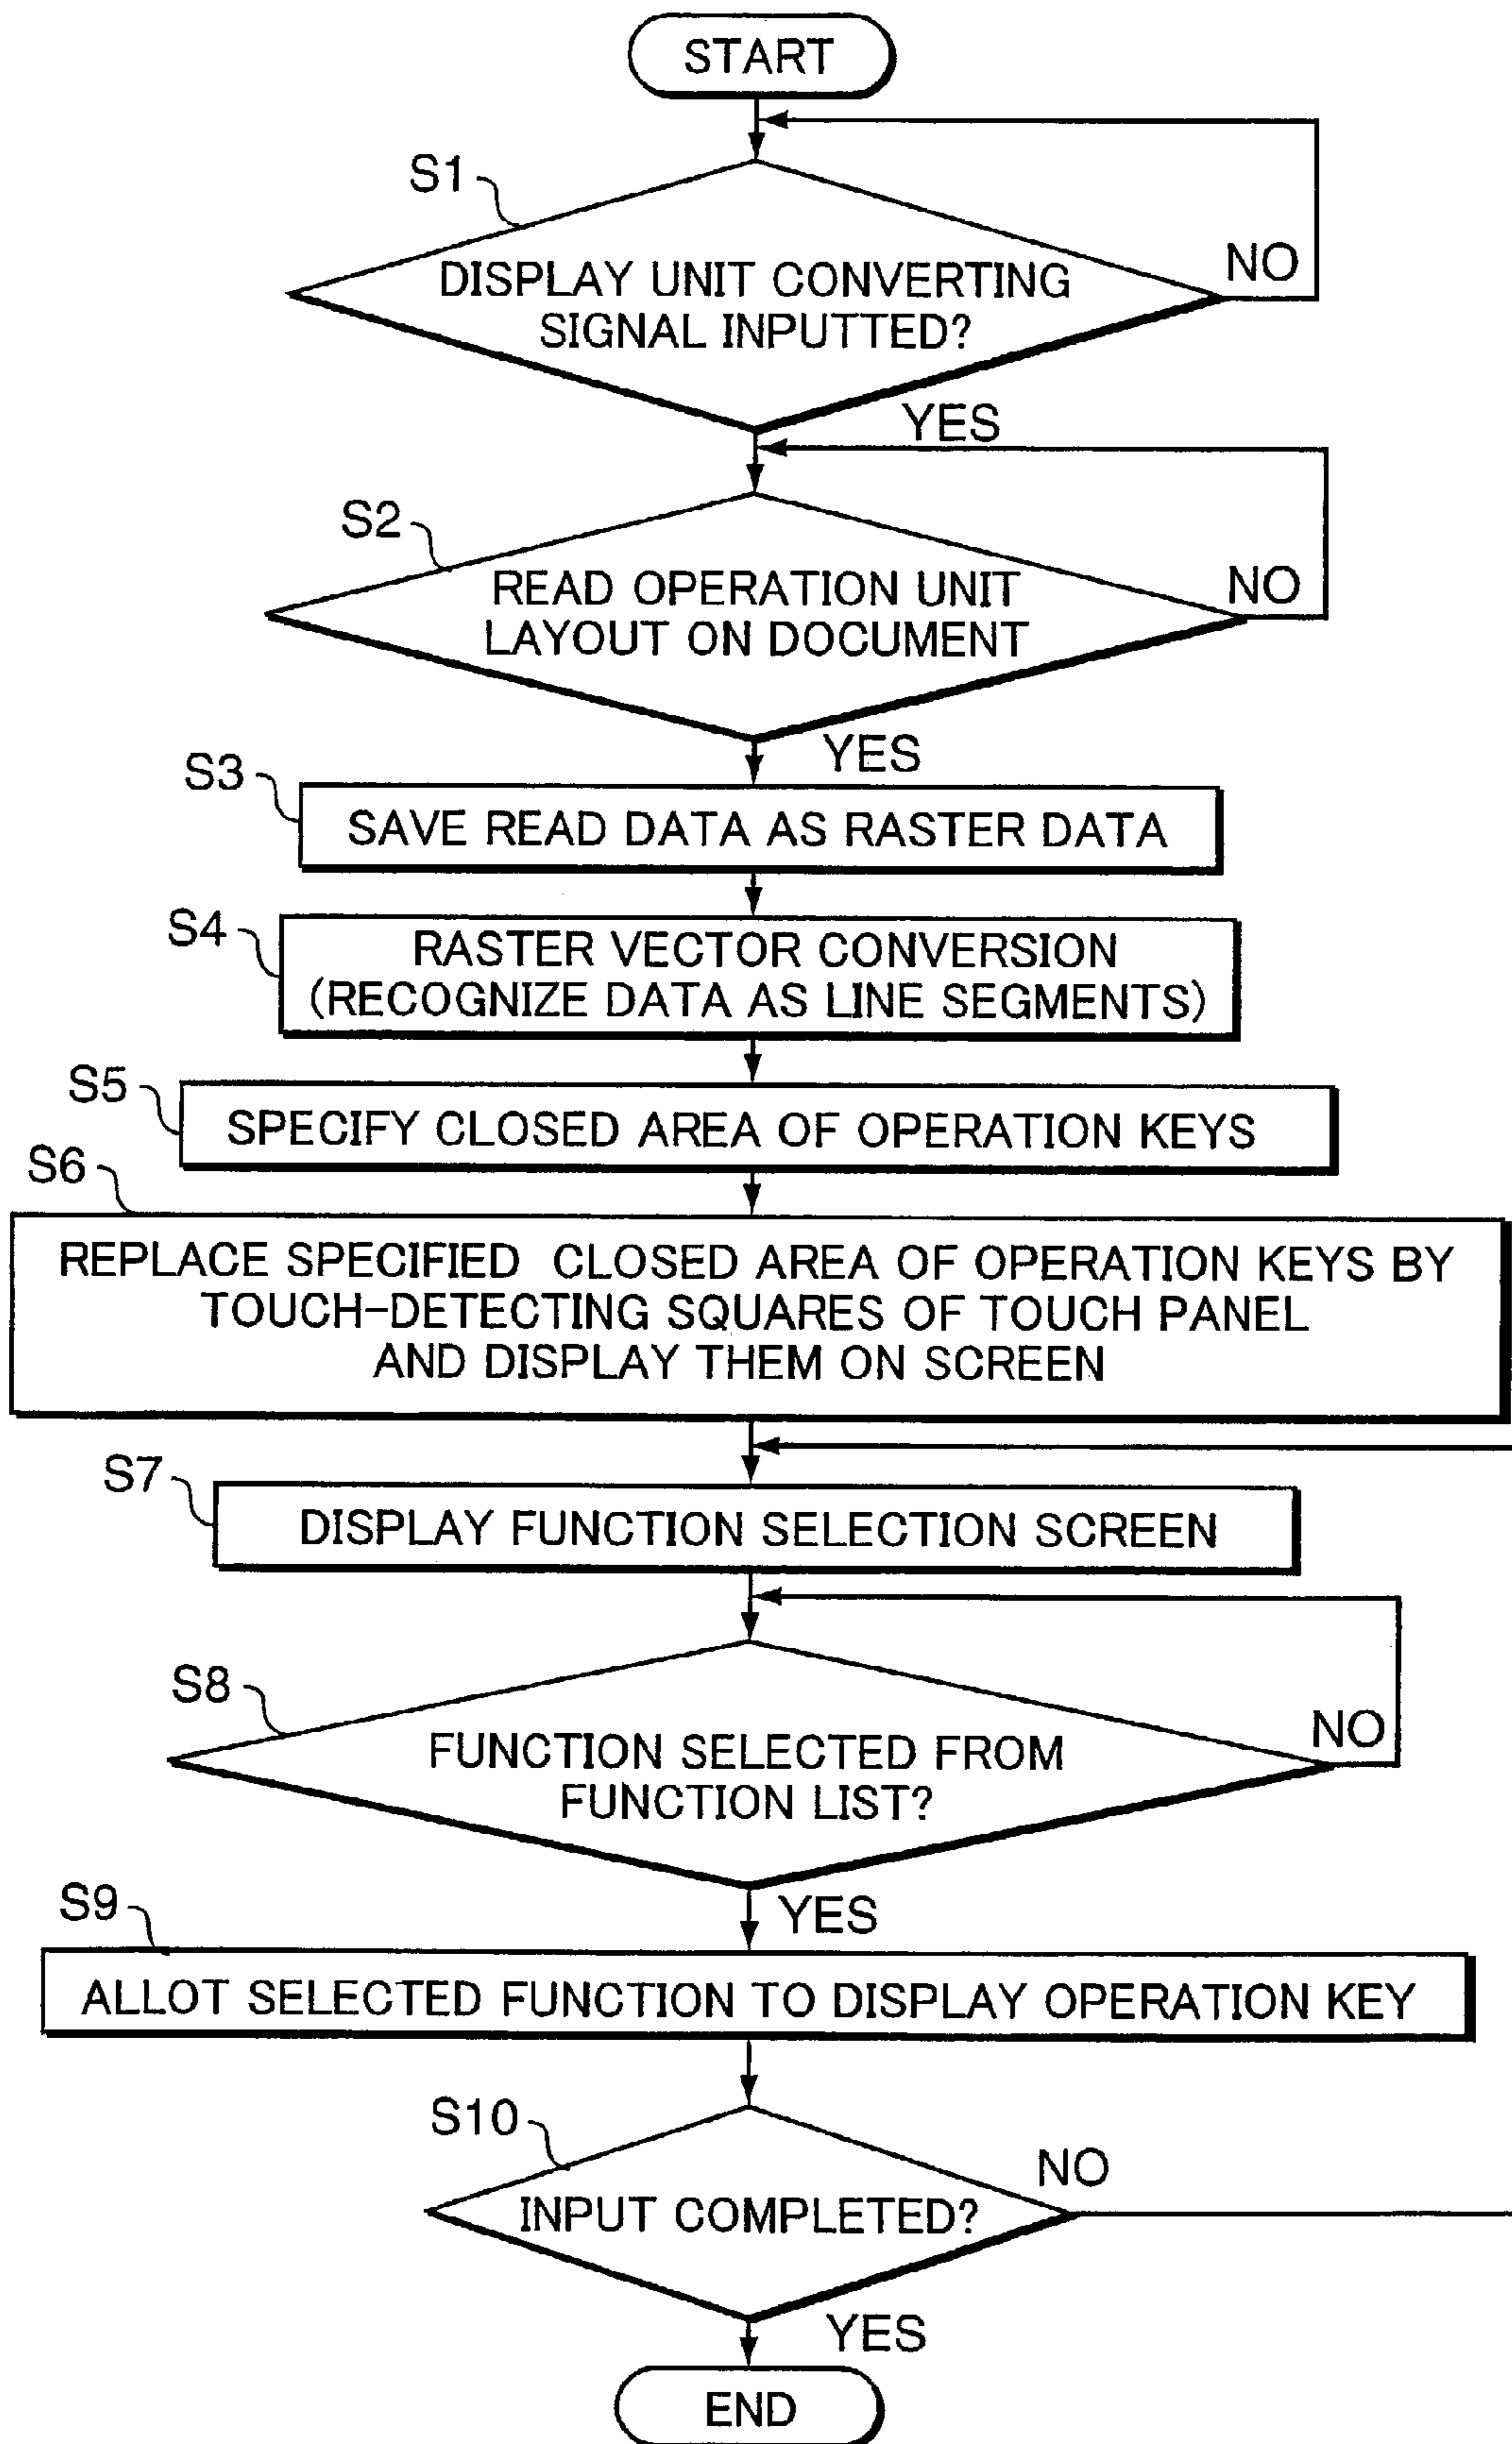 START
S1
DISPLAY UNIT CONVERTING
SIGNAL INPUTTED?
NO
YES
S2
READ OPERATION UNIT
LAYOUT ON DOCUMENT
NO
YES
S3
SAVE READ DATA AS RASTER DATA
S4
RASTER VECTOR CONVERSION
(RECOGNIZE DATA AS LINE SEGMENTS)
S5
SPECIFY CLOSED AREA OF OPERATION KEYS
S6
REPLACE SPECIFIED CLOSED AREA OF OPERATION KEYS BY
TOUCH-DETECTING SQUARES OF TOUCH PANEL
AND DISPLAY THEM ON SCREEN
S7
DISPLAY FUNCTION SELECTION SCREEN
S8
FUNCTION SELECTED FROM
FUNCTION LIST?
NO
YES
S9
ALLOT SELECTED FUNCTION TO DISPLAY OPERATION KEY
S10
INPUT COMPLETED?
NO
YES
END